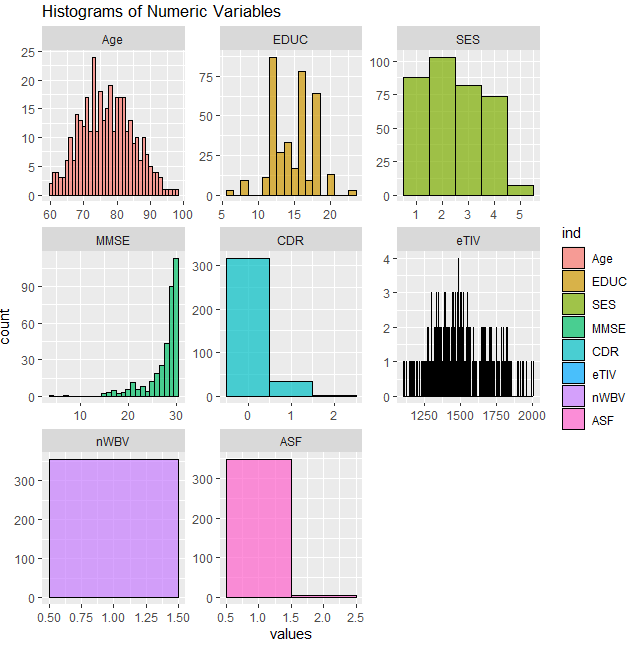 Histograms of Numeric Variables
Age
EDUC
SES
25
20
15
10
5
0
60 70 80 90 100
75
50
25
0
5 10 15 20
100
75
50
25
0
1 2 3 4 5
MMSE
CDR
eTIV
90
60
30
0
10 20 30
300
200
100
0
0 1 2
4
3
2
1
0
1250 1500 1750 2000
nWBV
ASF
300
200
100
0
0.50 0.75 1.00 1.25 1.50
300
200
100
0
0.5 1.0 1.5 2.0 2.5
count
values
ind
Age
EDUC
SES
MMSE
CDR
eTIV
nWBV
ASF